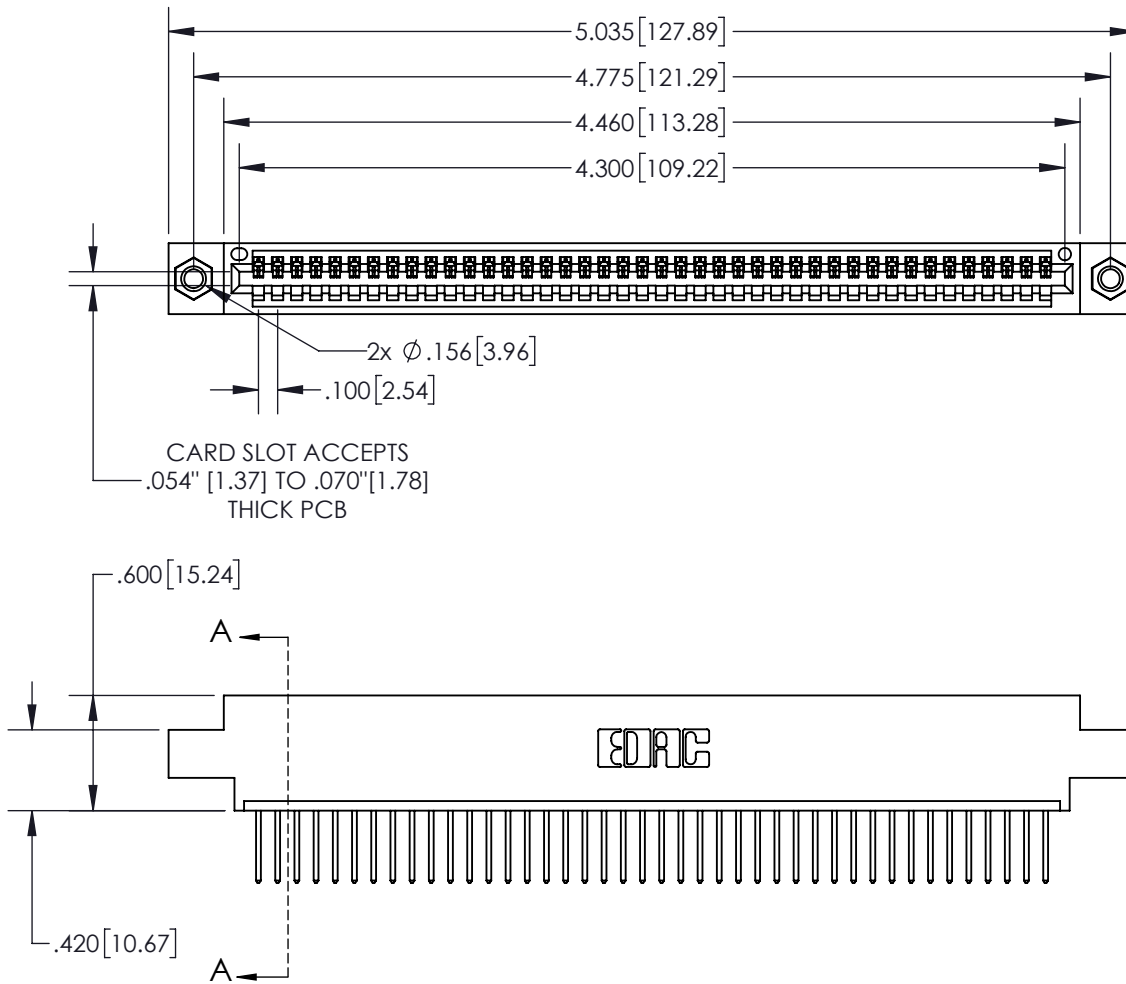 5.035[127.89]
4.775[121.29]
4.460[113.28]
4.300[109.22]
2x Ø.156[3.96]
.100[2.54]
CARD SLOT ACCEPTS
.054" [1.37] TO .070"[1.78]
THICK PCB
.600[15.24]
A
EDAC
.420[10.67]
A